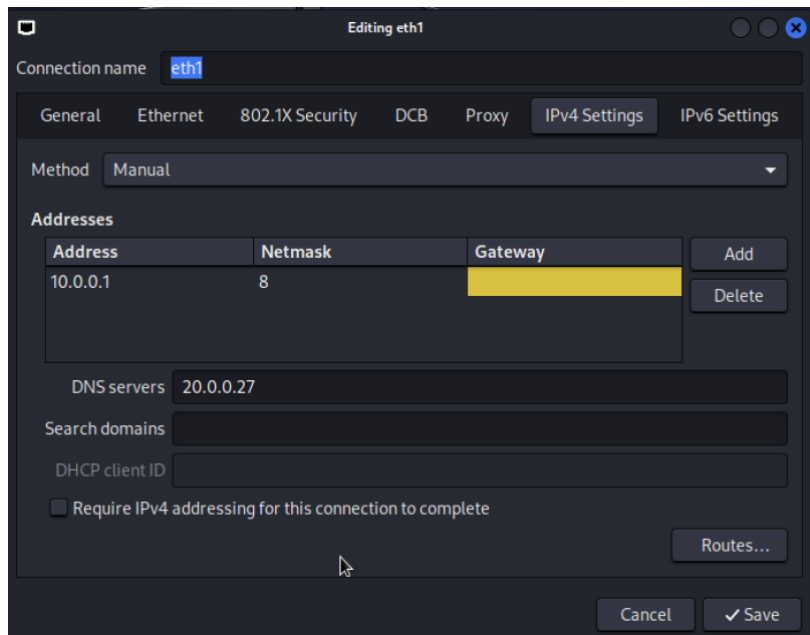 Editing eth1
Connection name eth1
General Ethernet 802.1X Security DCB Proxy IPv4 Settings IPv6 Settings
Method Manual
Addresses
Address Netmask Gateway Add
10.0.0.1 8
Delete
DNS servers 20.0.0.27
Search domains
DHCP client ID
Require IPv4 addressing for this connection to complete
Routes...
Cancel ✓ Save